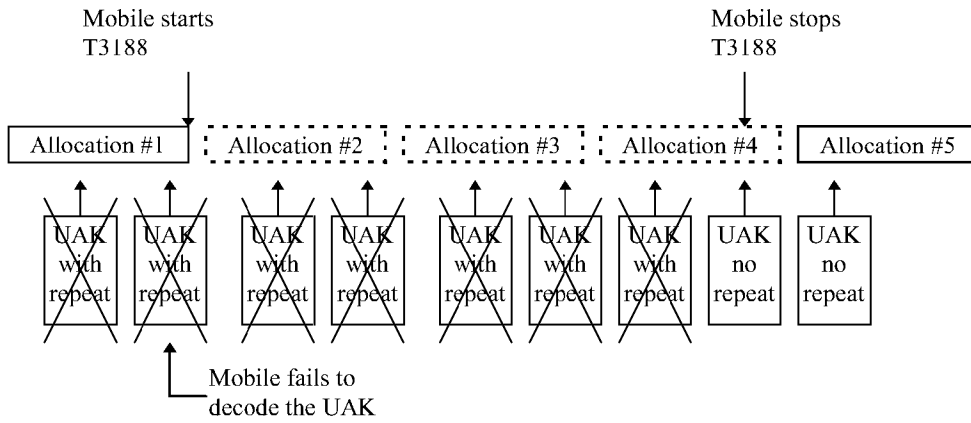 Mobile starts
T3188
Mobile stops
T3188
Allocation #1
Allocation #2
Allocation #3
Allocation #4
Allocation #5
UAK
with
repeat
UAK
with
repeat
UAK
with
repeat
UAK
with
repeat
UAK
with
repeat
UAK
with
repeat
UAK
with
repeat
UAK
no
repeat
UAK
no
repeat
Mobile fails to
decode the UAK